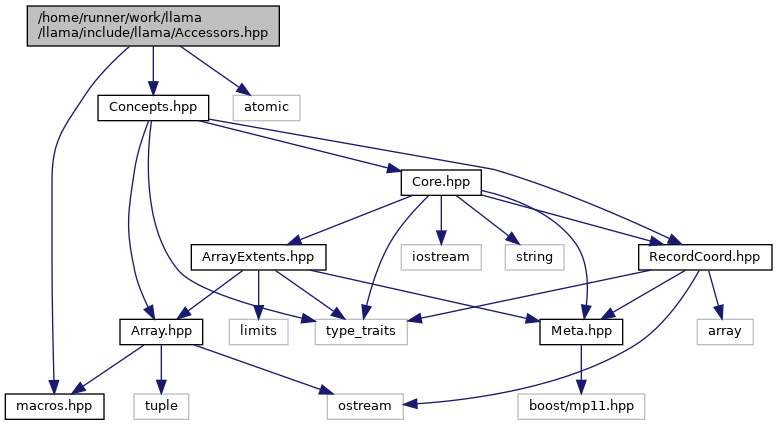 /home/runner/work/llama
/llama/include/llama/Accessors.hpp
Concepts.hpp
atomic
Core.hpp
ArrayExtents.hpp
iostream
string
RecordCoord.hpp
Array.hpp
limits
type_traits
Meta.hpp
array
macros.hpp
tuple
ostream
boost/mp11.hpp